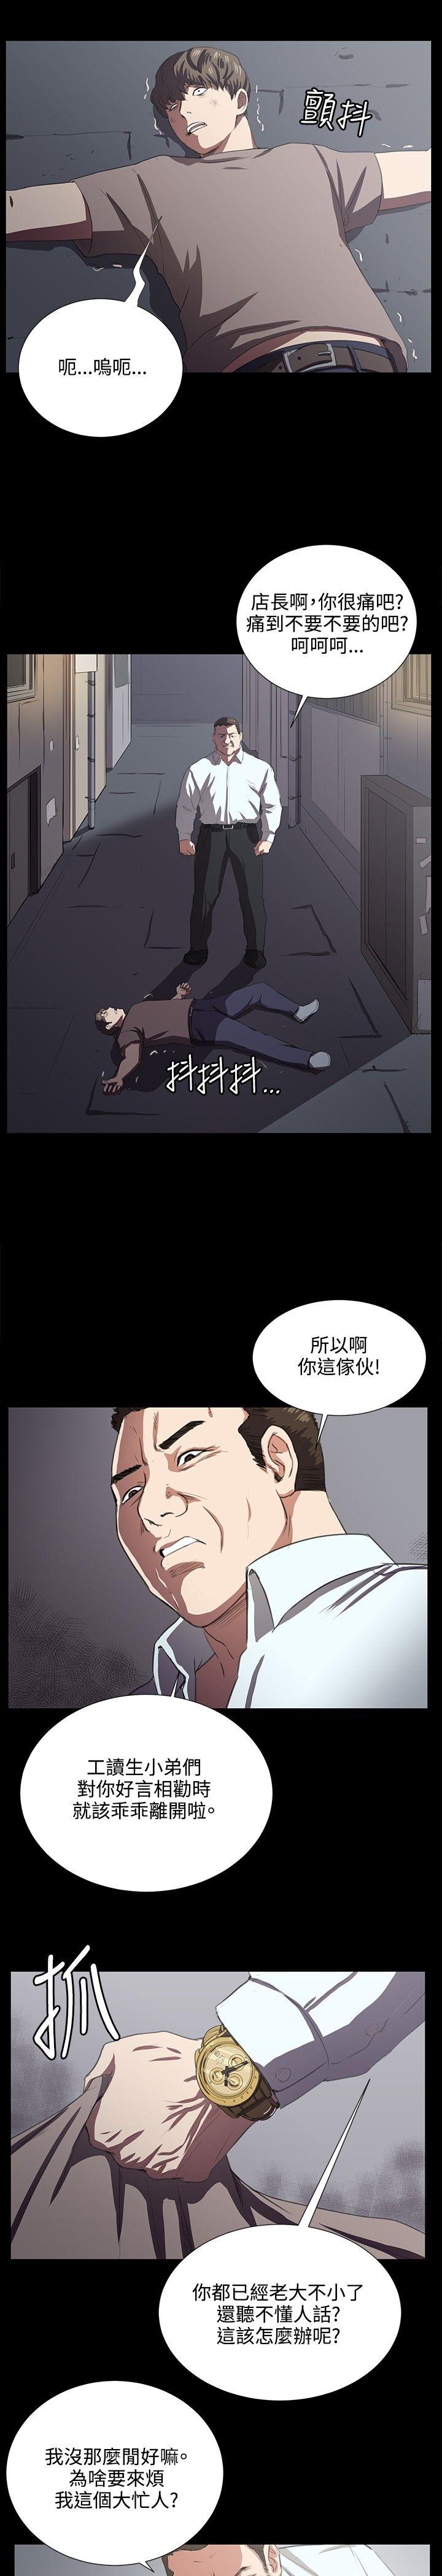 顫抖
呃...嗚呃...
店長啊，你很痛吧?
痛到不要不要的吧?
呵呵呵...
抖抖抖...
所以啊
你這傢伙!
工讀生小弟們
對你好言相勸時
就該乖乖離開啦。
抓
你都已經老大不小了
還聽不懂人話?
這該怎麼辦呢?
我沒那麼閒好嘛。
為啥要來煩
我這個大忙人?